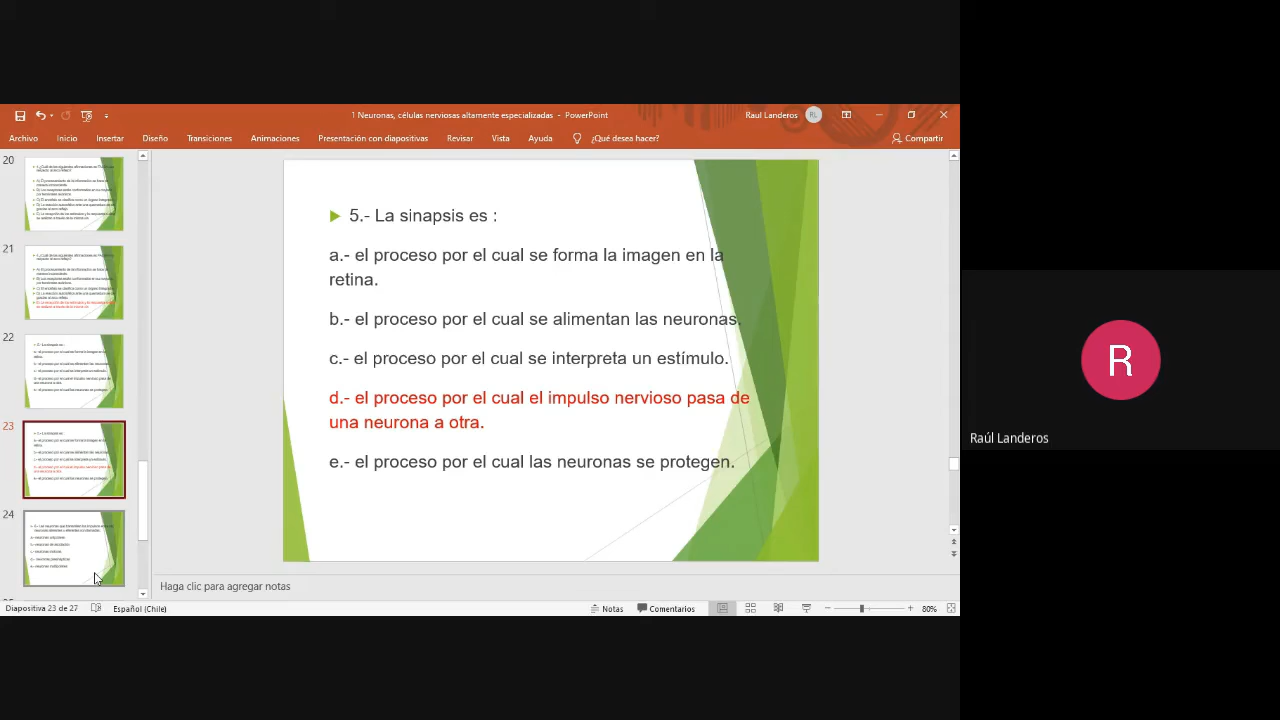 1 Neuronas, células nerviosas altamente especializadas - PowerPoint
Raul Landeros
RL
Archivo Inicio Insertar Diseño Transiciones Animaciones Presentación con diapositivas Revisar Vista Ayuda ¿Qué desea hacer? Compartir
20
21
22
23
24
5.- La sinapsis es :
a.- el proceso por el cual se forma la imagen en la
retina.
b.- el proceso por el cual se alimentan las neuronas.
c.- el proceso por el cual se interpreta un estímulo.
d.- el proceso por el cual el impulso nervioso pasa de
una neurona a otra.
e.- el proceso por el cual las neuronas se protegen.
Haga clic para agregar notas
Diapositiva 23 de 27 Español (Chile) Notas Comentarios 80%
R
Raúl Landeros